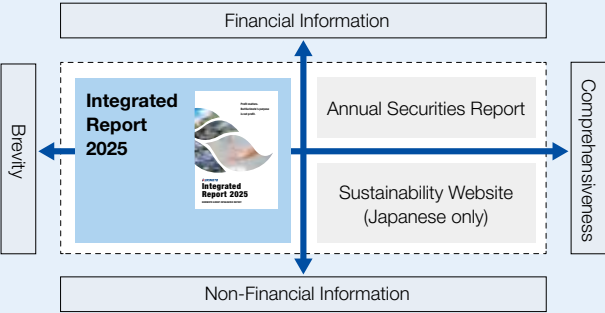 Financial Information
Brevity
Integrated
Report
2025
Integrated
Report 2025
Annual Securities Report
Sustainability Website
(Japanese only)
Comprehensiveness
Non-Financial Information